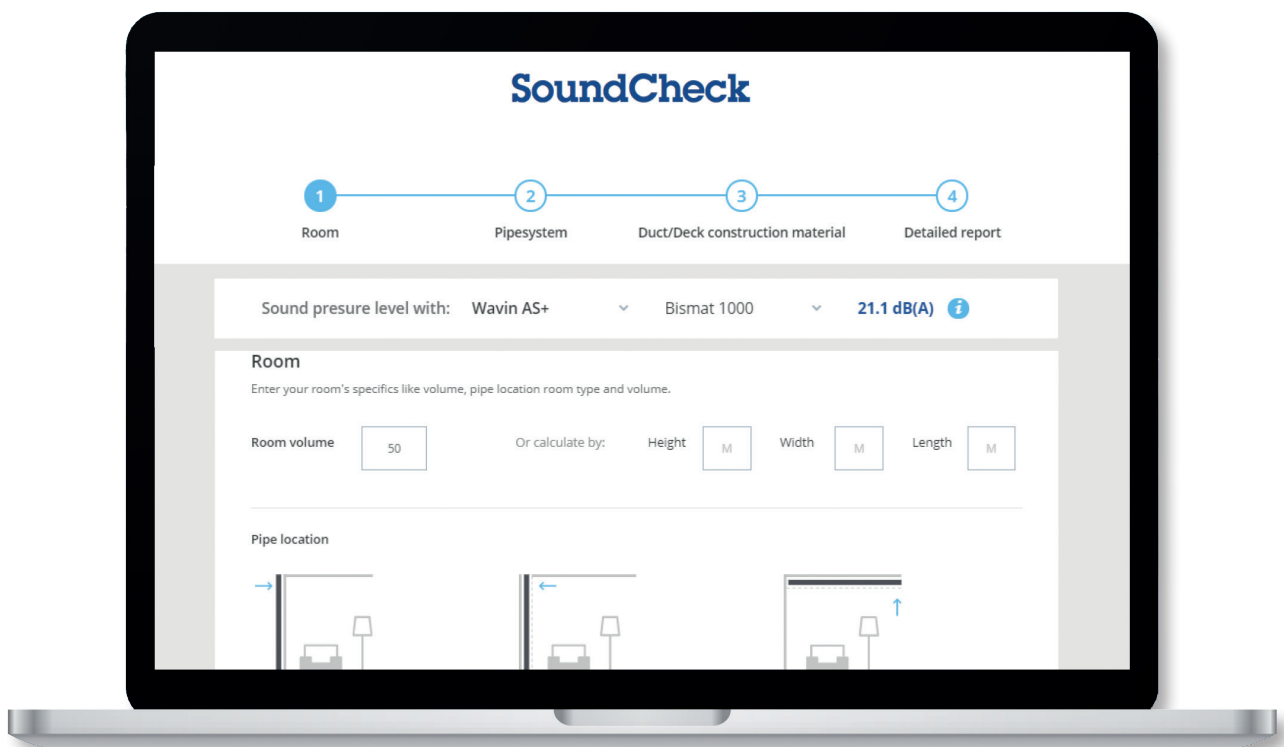 SoundCheck
1 2 3 4
Room Pipesystem Duct/Deck construction material Detailed report
Sound presure level with: Wavin AS+ Bismat 1000 21.1 dB(A) i
Room
Enter your room's specifics like volume, pipe location room type and volume.
Room volume 50 Or calculate by: Height M Width M Length M
Pipe location